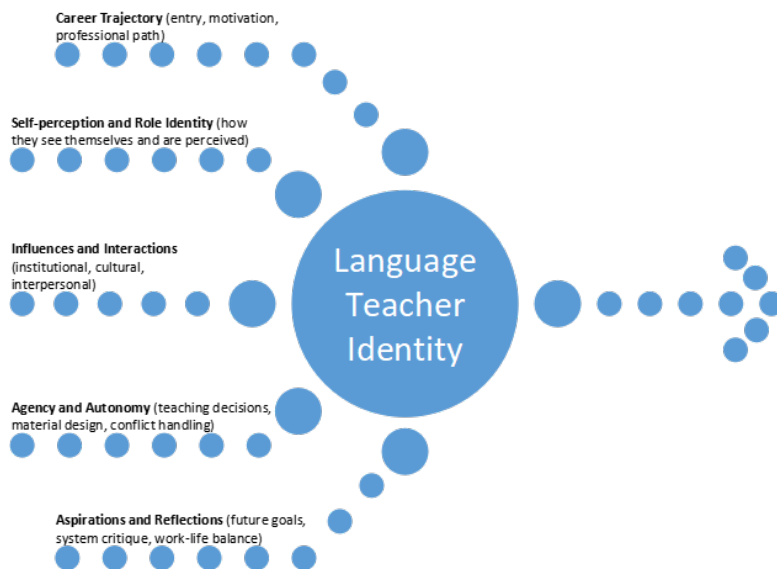 Career Trajectory (entry, motivation,
professional path)
Self-perception and Role Identity (how
they see themselves and are perceived)
Influences and Interactions
(institutional, cultural,
interpersonal)
Language
Teacher
Identity
Agency and Autonomy (teaching decisions,
material design, conflict handling)
Aspirations and Reflections (future goals,
system critique, work-life balance)